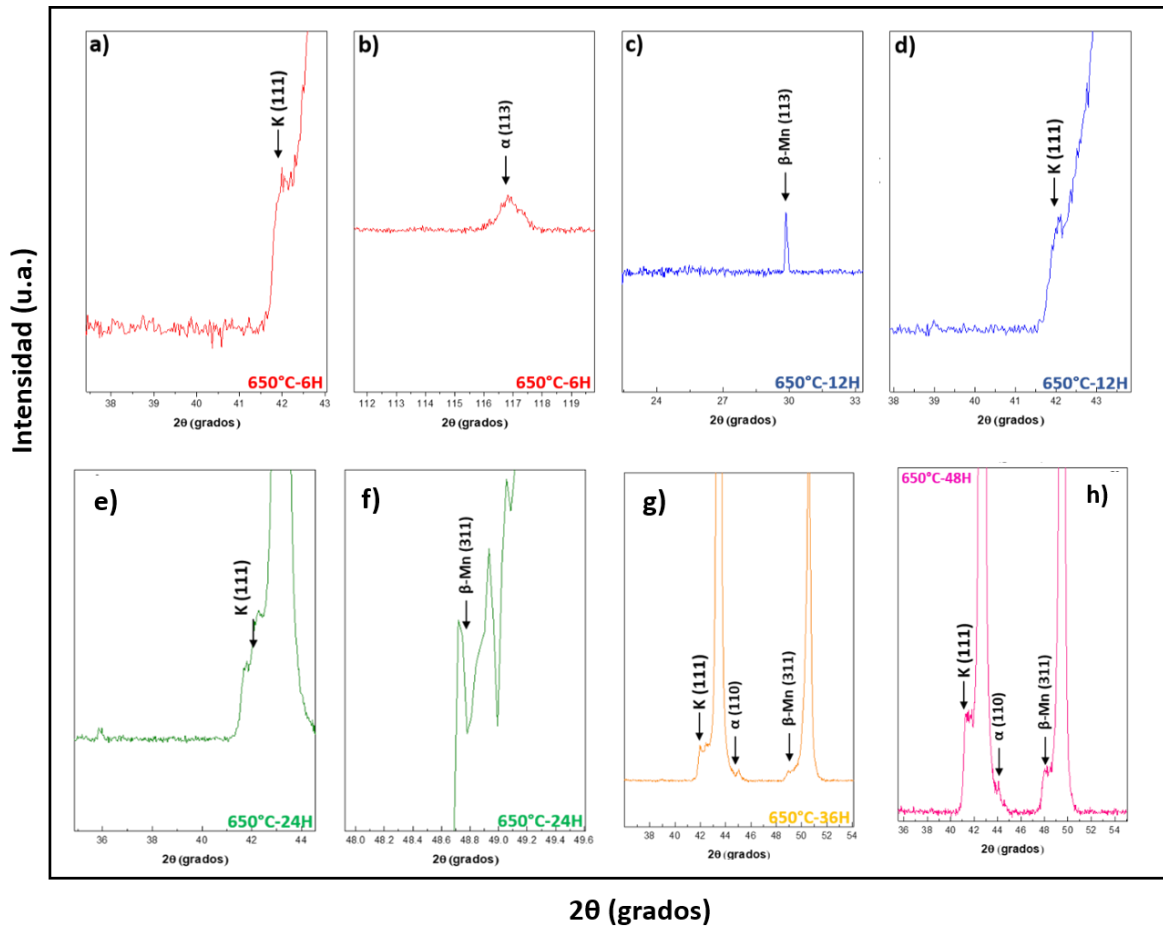 Intensidad (u.a.)
a)
K (111)
650°C-6H
38 39 40 41 42 43
2θ (grados)
b)
α (113)
650°C-6H
112 113 114 115 116 117 118 119
2θ (grados)
c)
β-Mn (113)
650°C-12H
24 27 30 33
2θ (grados)
d)
K (111)
650°C-12H
38 39 40 41 42 43
2θ (grados)
e)
K (111)
650°C-24H
36 38 40 42 44
2θ (grados)
f)
β-Mn (311)
650°C-24H
48.2 48.4 48.6 48.8 49.0 49.2 49.4 49.6
2θ (grados)
g)
K (111)
α (110)
β-Mn (311)
650°C-36H
38 40 42 44 46 48 50 52 54
2θ (grados)
650°C-48H
h)
K (111)
α (110)
β-Mn (311)
36 38 40 42 44 46 48 50 52 54
2θ (grados)
2θ (grados)